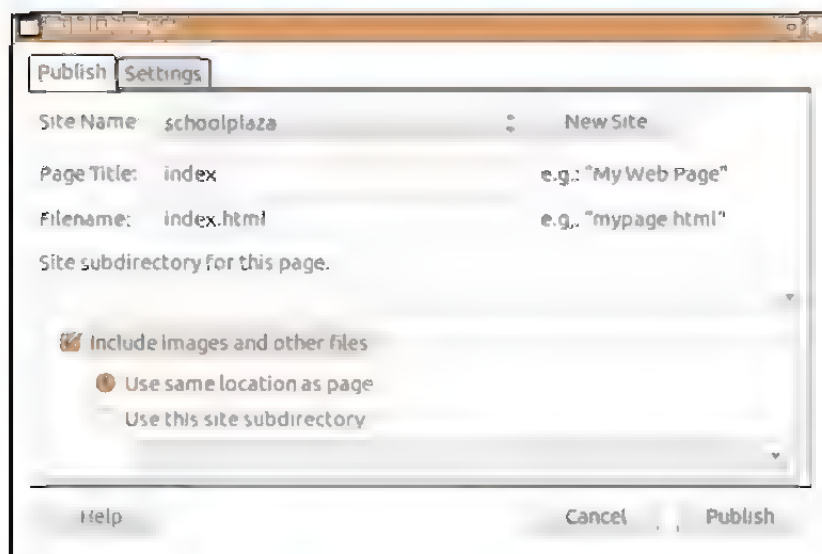 Publish Settings
Site Name schoolplaza New Site
Page Title: index e.g.: "My Web Page"
Filename: index.html e.g,. "mypage html"
Site subdirectory for this page.
Include images and other files
Use same location as page
Use this site subdirectory
Help Cancel Publish